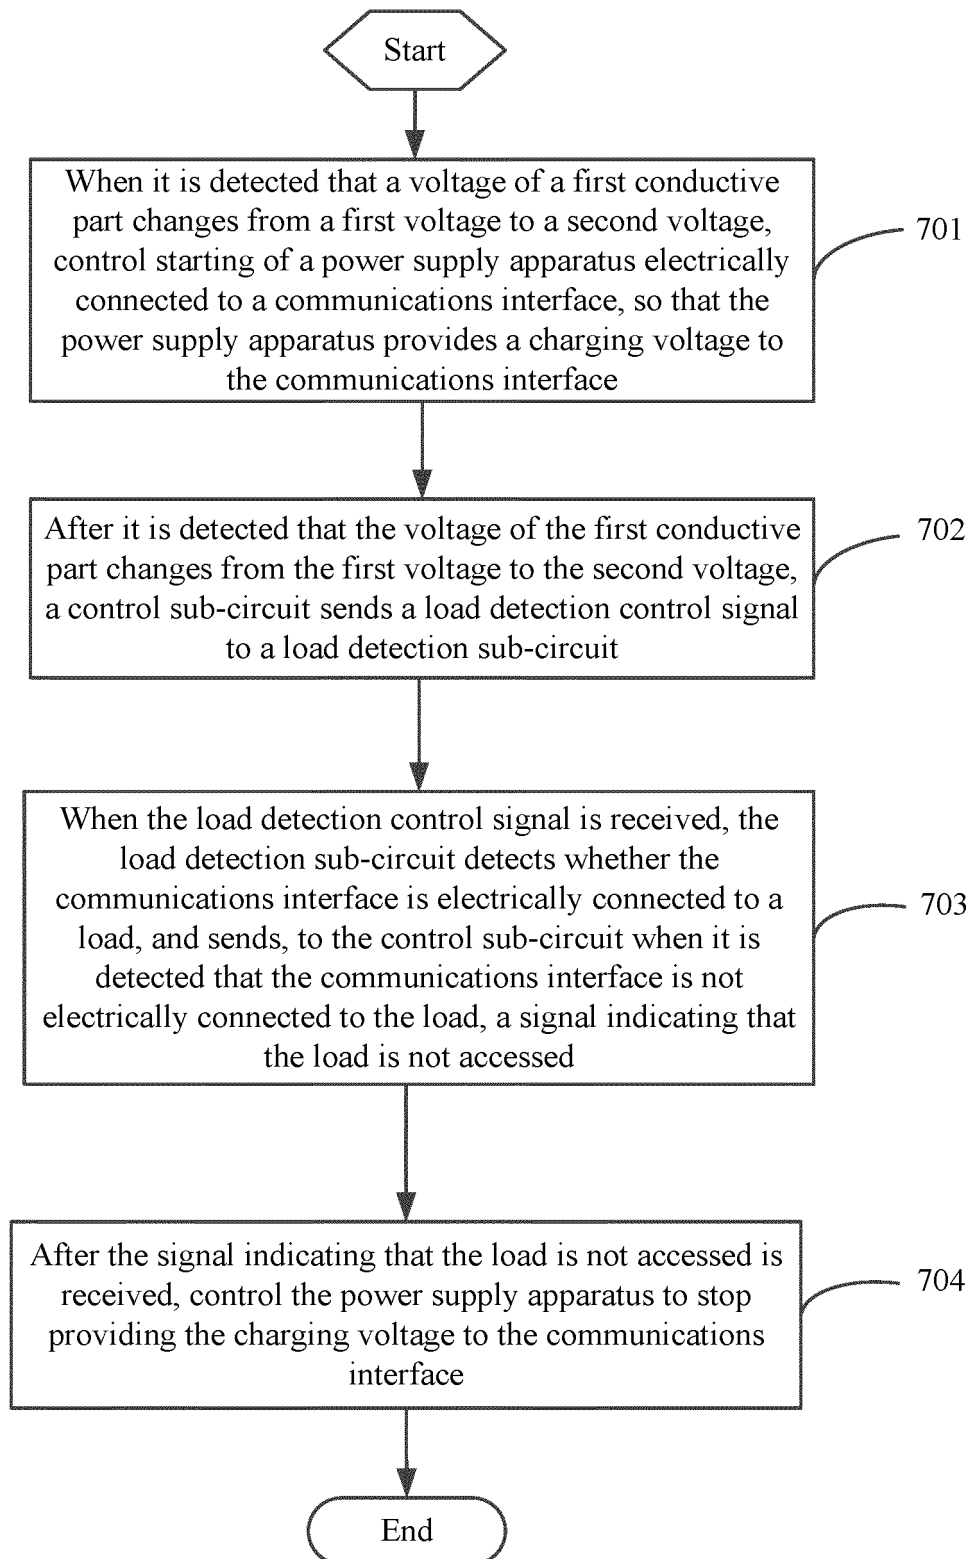 Start
When it is detected that a voltage of a first conductive
part changes from a first voltage to a second voltage,
control starting of a power supply apparatus electrically
connected to a communications interface, so that the
power supply apparatus provides a charging voltage to
the communications interface
701
After it is detected that the voltage of the first conductive
part changes from the first voltage to the second voltage,
a control sub-circuit sends a load detection control signal
to a load detection sub-circuit
702
When the load detection control signal is received, the
load detection sub-circuit detects whether the
communications interface is electrically connected to a
load, and sends, to the control sub-circuit when it is
detected that the communications interface is not
electrically connected to the load, a signal indicating that
the load is not accessed
703
After the signal indicating that the load is not accessed is
received, control the power supply apparatus to stop
providing the charging voltage to the communications
interface
704
End